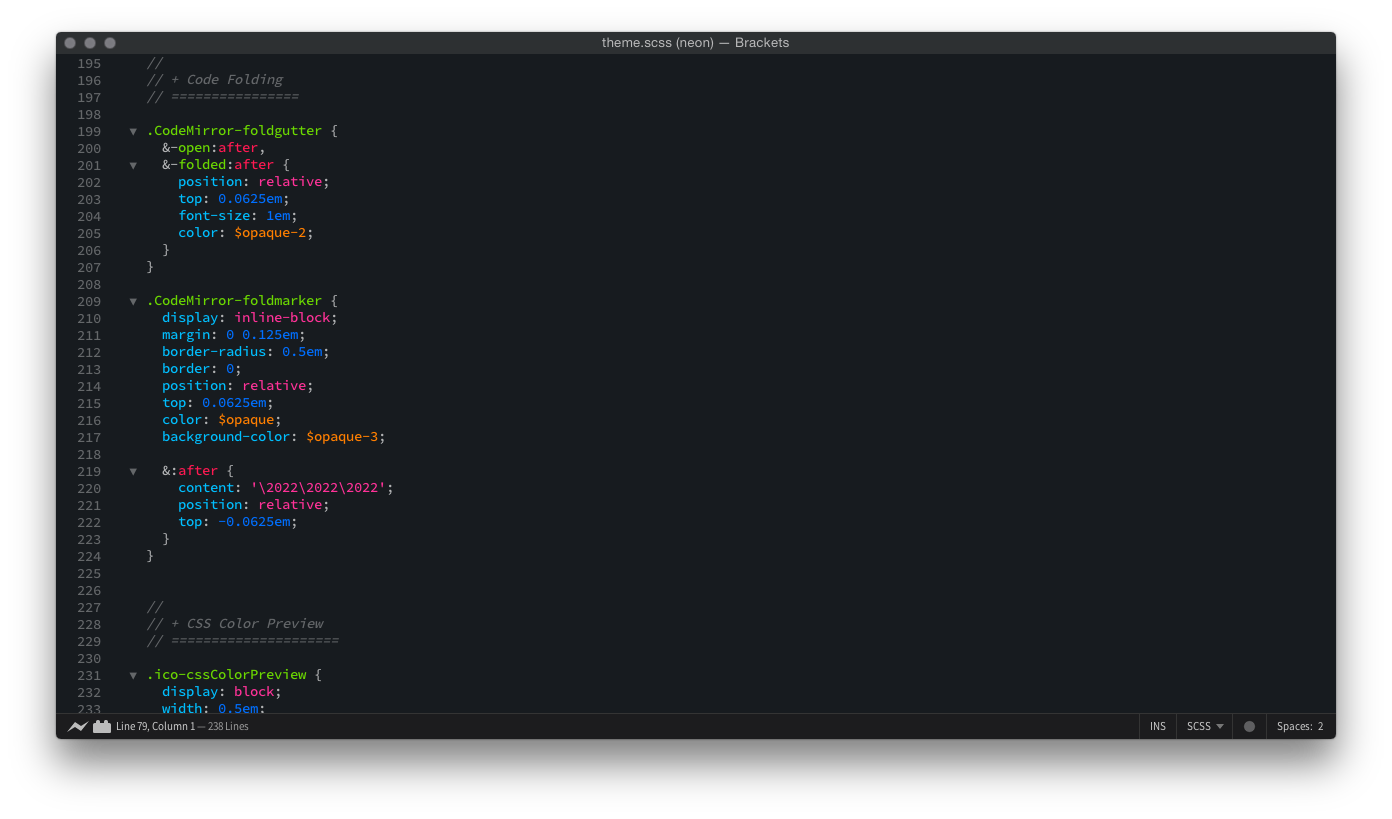 theme.scss (neon) — Brackets
195 //
196 // + Code Folding
197 // ================
198
199 ▼ .CodeMirror-foldgutter {
200 &-open:after,
201 ▼ &-folded:after {
202 position: relative;
203 top: 0.0625em;
204 font-size: 1em;
205 color: $opaque-2;
206 }
207 }
208
209 ▼ .CodeMirror-foldmarker {
210 display: inline-block;
211 margin: 0 0.125em;
212 border-radius: 0.5em;
213 border: 0;
214 position: relative;
215 top: 0.0625em;
216 color: $opaque;
217 background-color: $opaque-3;
218
219 ▼ &:after {
220 content: '\2022\2022\2022';
221 position: relative;
222 top: -0.0625em;
223 }
224 }
225
226
227 //
228 // + CSS Color Preview
229 // =====================
230
231 ▼ .ico-cssColorPreview {
232 display: block;
233 width: 0.5em;
Line 79, Column 1 — 238 Lines INS SCSS Spaces: 2